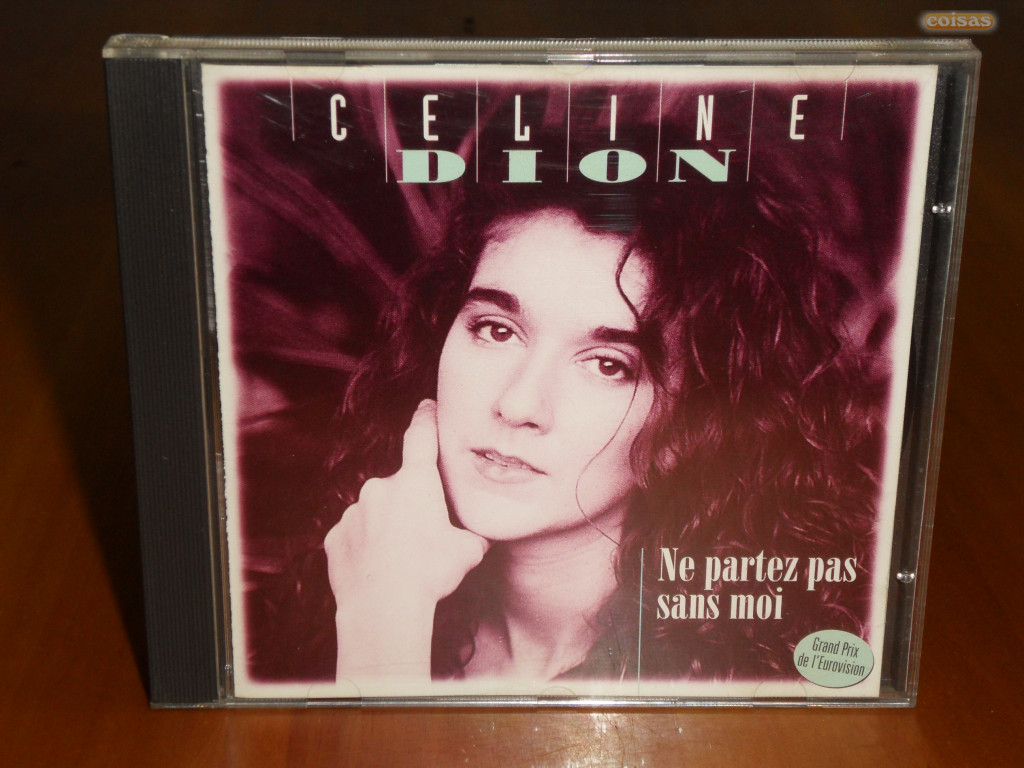 coisas
CELINE
DION
Ne partez pas
sans moi
Grand Prix
de l'Eurovision